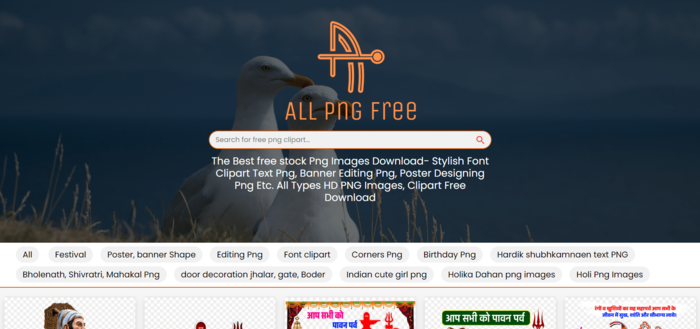 ALL PNG FREE
Search for free png clipart...
The Best free stock Png Images Download- Stylish Font
Clipart Text Png, Banner Editing Png, Poster Designing
Png Etc. All Types HD PNG Images, Clipart Free
Download
All Festival Poster, banner Shape Editing Png Font clipart Corners Png Birthday Png Hardik shubhkamnaen text PNG
Bholenath, Shivratri, Mahakal Png door decoration jhalar, gate, Boder Indian cute girl png Holika Dahan png images Holi Png Images
आप सभी को
पावन पर्व
आप सभी को पावन पर्व